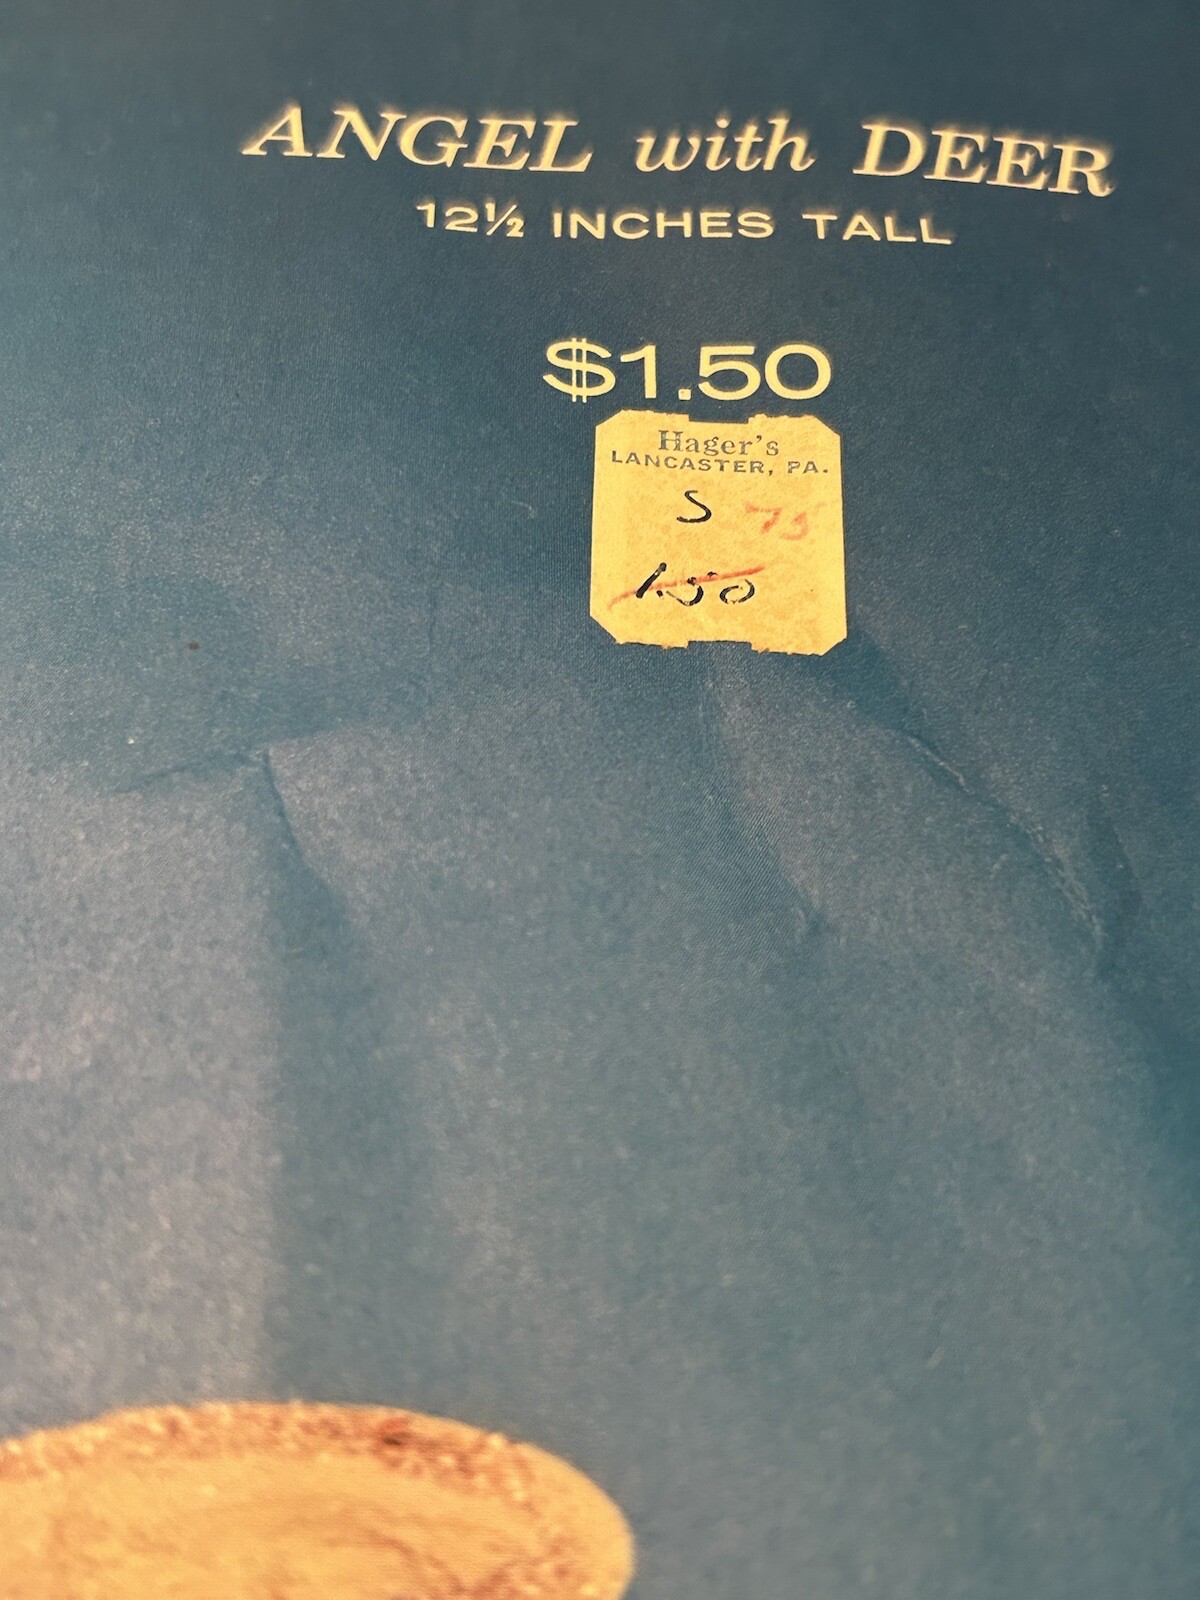 ANGEL with DEER
12½ INCHES TALL
$1.50
Hager's
LANCASTER, PA.
S 75
1.50